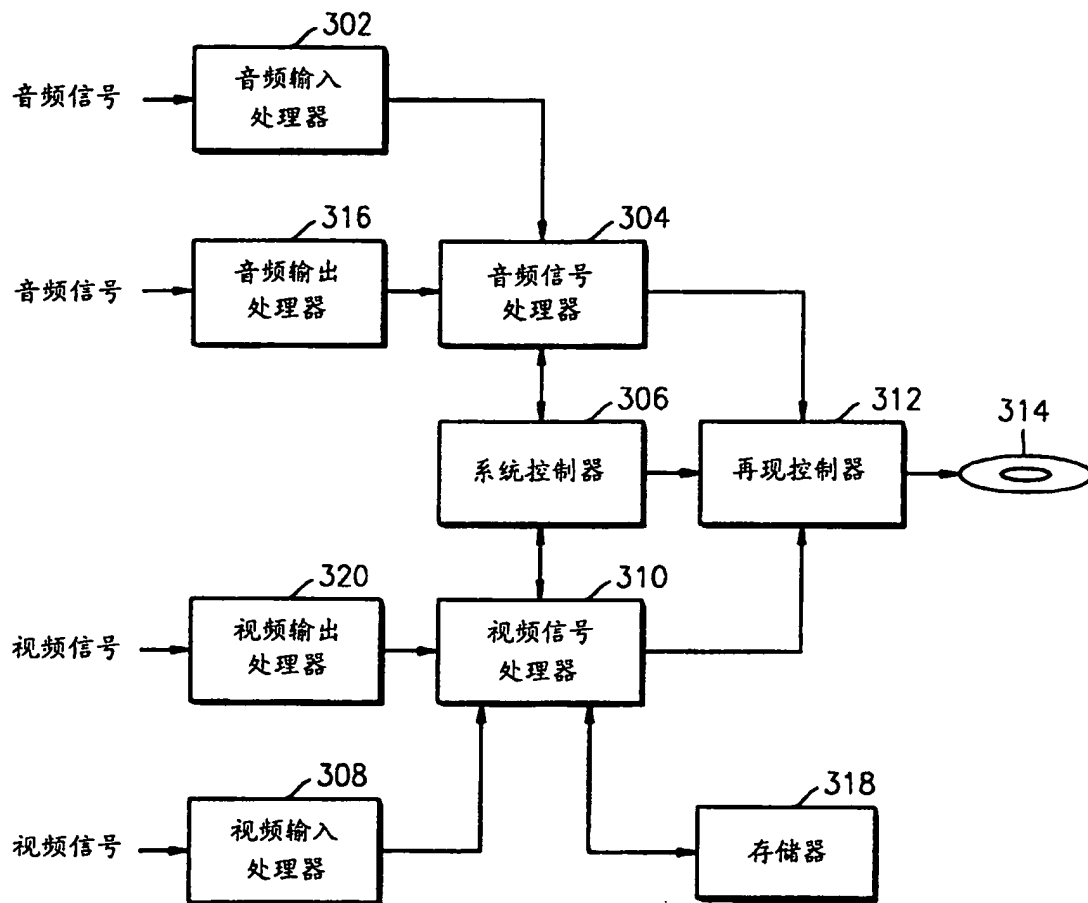 302
音频信号
音频输入
处理器
316
304
音频信号
音频输出
处理器
音频信号
处理器
306
312
314
系统控制器
再现控制器
320
310
视频信号
视频输出
处理器
视频信号
处理器
308
318
视频信号
视频输入
处理器
存储器